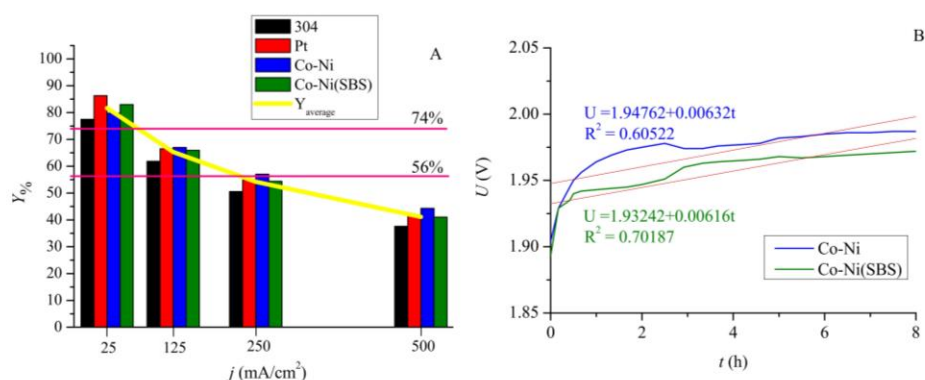 304
Pt
Co-Ni
Co-Ni(SBS)
Y average
A
100
90
80
70
60
50
40
30
20
10
0
Y%
74%
56%
25
125
250
500
j (mA/cm²)
B
2.05
2.00
1.95
1.90
1.85
U (V)
U =1.94762+0.00632t
R² = 0.60522
U =1.93242+0.00616t
R² = 0.70187
Co-Ni
Co-Ni(SBS)
0
2
4
6
8
t (h)